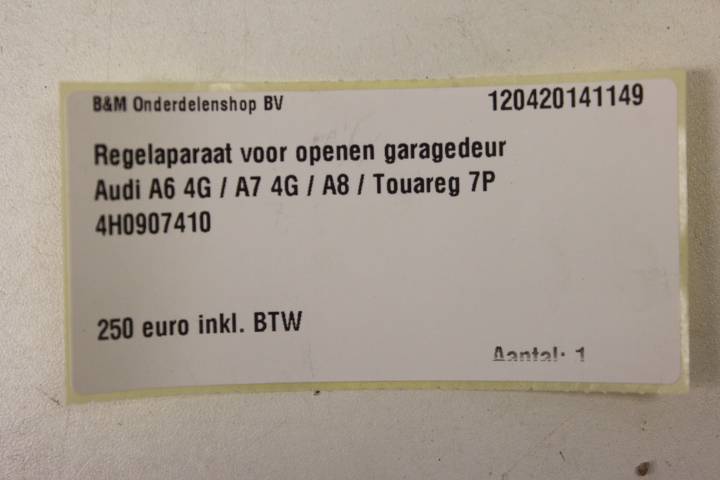 B&M Onderdelenshop BV 120420141149
Regelaparaat voor openen garagedeur
Audi A6 4G / A7 4G / A8 / Touareg 7P
4H0907410
250 euro inkl. BTW
Aantal: 1